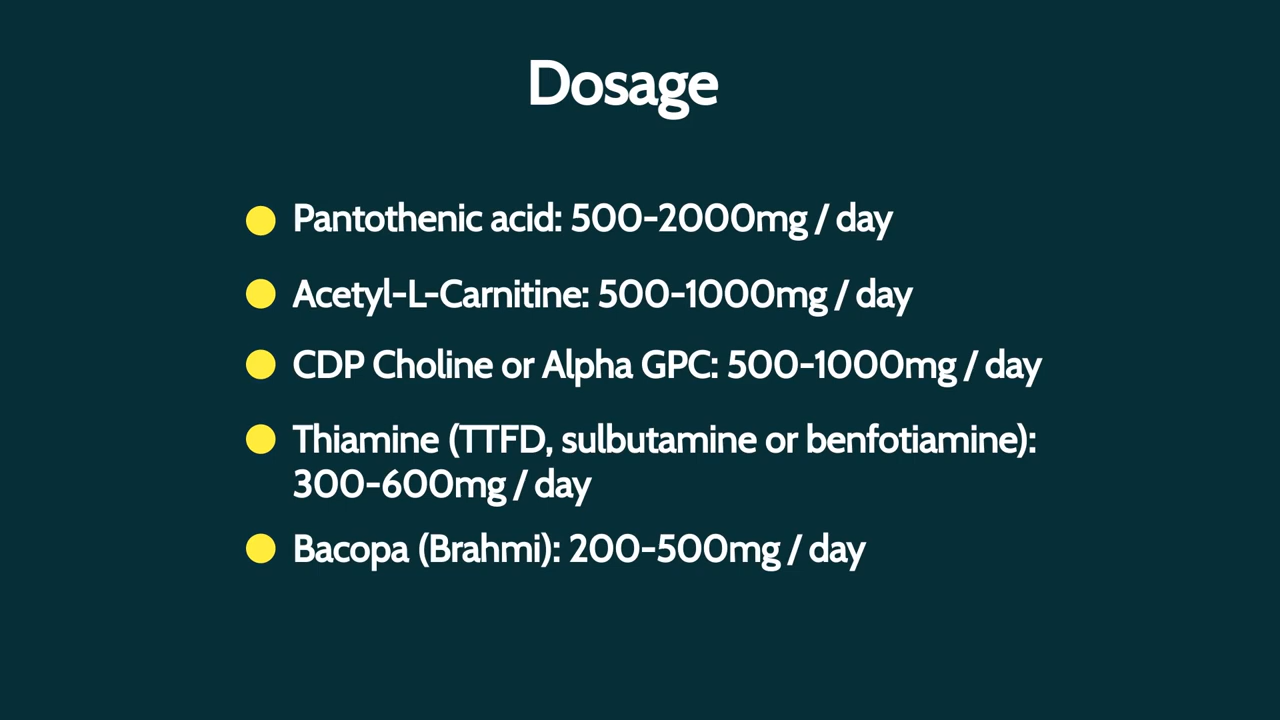 Dosage
Pantothenic acid: 500-2000mg / day
Acetyl-L-Carnitine: 500-1000mg / day
CDP Choline or Alpha GPC: 500-1000mg / day
Thiamine (TTFD, sulbutamine or benfotiamine):
300-600mg / day
Bacopa (Brahmi): 200-500mg / day